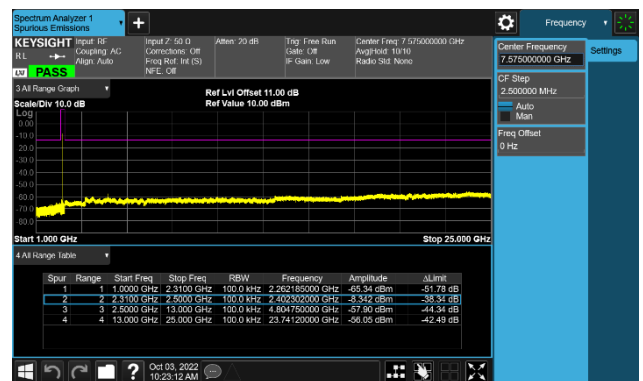 Spectrum Analyzer 1
Spurious Emissions
Frequency
KEYSIGHT
RL
Input: RF
Coupling: AC
Align: Auto
Input Z: 50 Ω
Corrections: Off
Freq Ref: Int (S)
NFE: Off
Atten: 20 dB
Trig: Free Run
Gate: Off
IF Gain: Low
Center Freq: 7.575000000 GHz
Avg|Hold: 10/10
Radio Std: None
LV PASS
3 All Range Graph
Scale/Div 10.0 dB
Ref Lvl Offset 11.00 dB
Ref Value 10.00 dBm
Log
0.00
-10.0
-20.0
-30.0
-40.0
-50.0
-60.0
-70.0
-80.0
Start 1.000 GHz
Stop 25.000 GHz
4 All Range Table
Spur Range Start Freq Stop Freq RBW Frequency Amplitude ΔLimit
1 1 1.0000 GHz 2.3100 GHz 100.0 kHz 2.262185000 GHz -65.34 dBm -51.78 dB
2 2 2.3100 GHz 2.5000 GHz 100.0 kHz 2.402302000 GHz -8.342 dBm -38.34 dB
3 3 2.5000 GHz 13.000 GHz 100.0 kHz 4.804750000 GHz -57.90 dBm -44.34 dB
4 4 13.000 GHz 25.000 GHz 100.0 kHz 23.74120000 GHz -56.05 dBm -42.49 dB
Center Frequency
7.575000000 GHz
Settings
CF Step
2.500000 MHz
Auto
Man
Freq Offset
0 Hz
?
Oct 03, 2022
10:23:12 AM